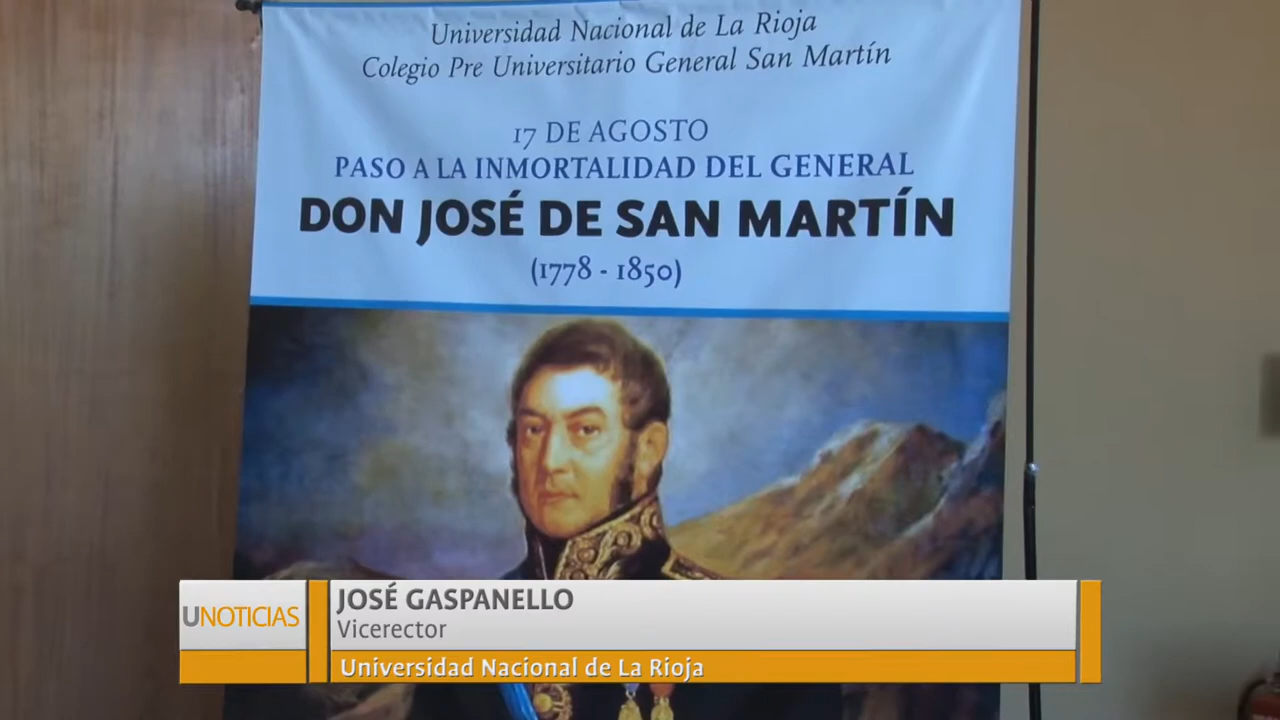 Universidad Nacional de La Rioja
Colegio Pre Universitario General San Martín
17 DE AGOSTO
PASO A LA INMORTALIDAD DEL GENERAL
DON JOSÉ DE SAN MARTÍN
(1778 - 1850)
UNOTICIAS
JOSÉ GASPANELLO
Vicerector
Universidad Nacional de La Rioja